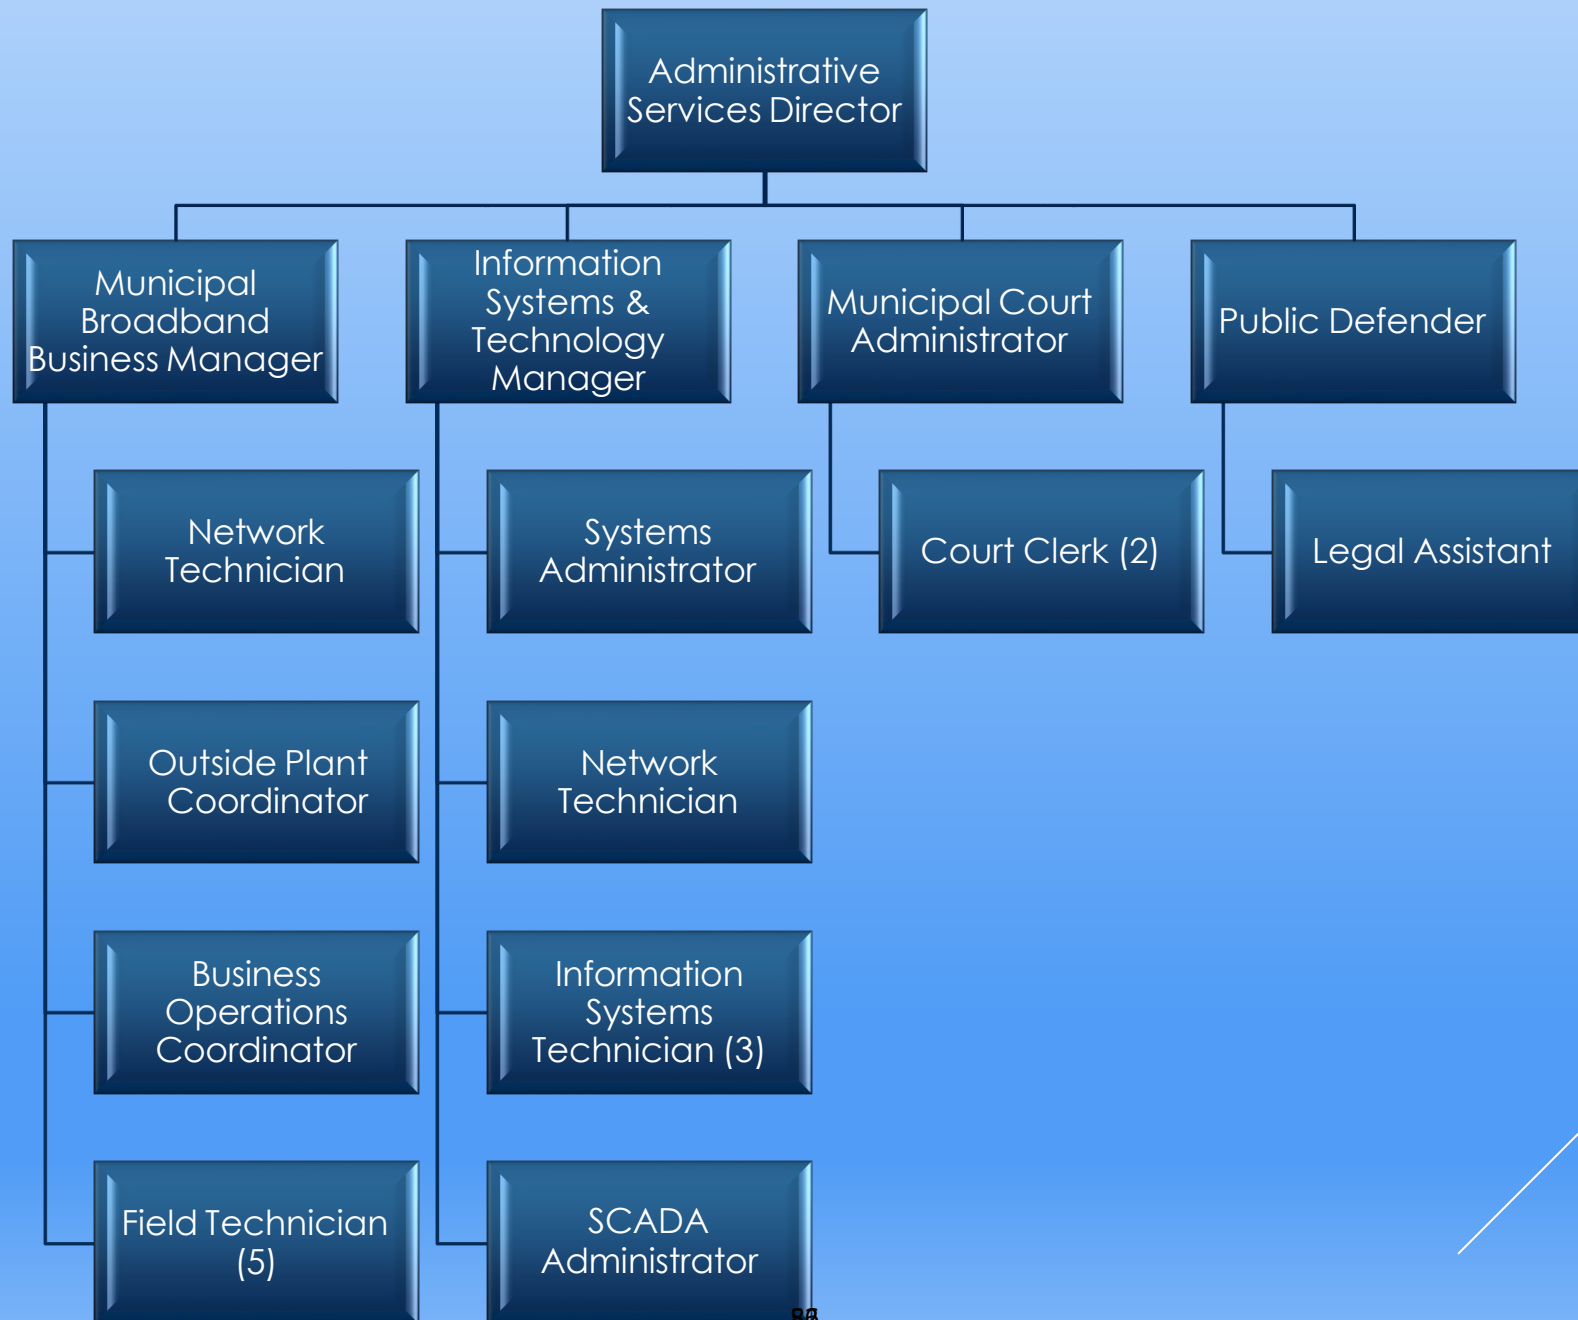 Administrative
Services Director
Municipal
Broadband
Business Manager
Information
Systems &
Technology
Manager
Municipal Court
Administrator
Public Defender
Network
Technician
Systems
Administrator
Court Clerk (2)
Legal Assistant
Outside Plant
Coordinator
Network
Technician
Business
Operations
Coordinator
Information
Systems
Technician (3)
Field Technician
(5)
SCADA
Administrator